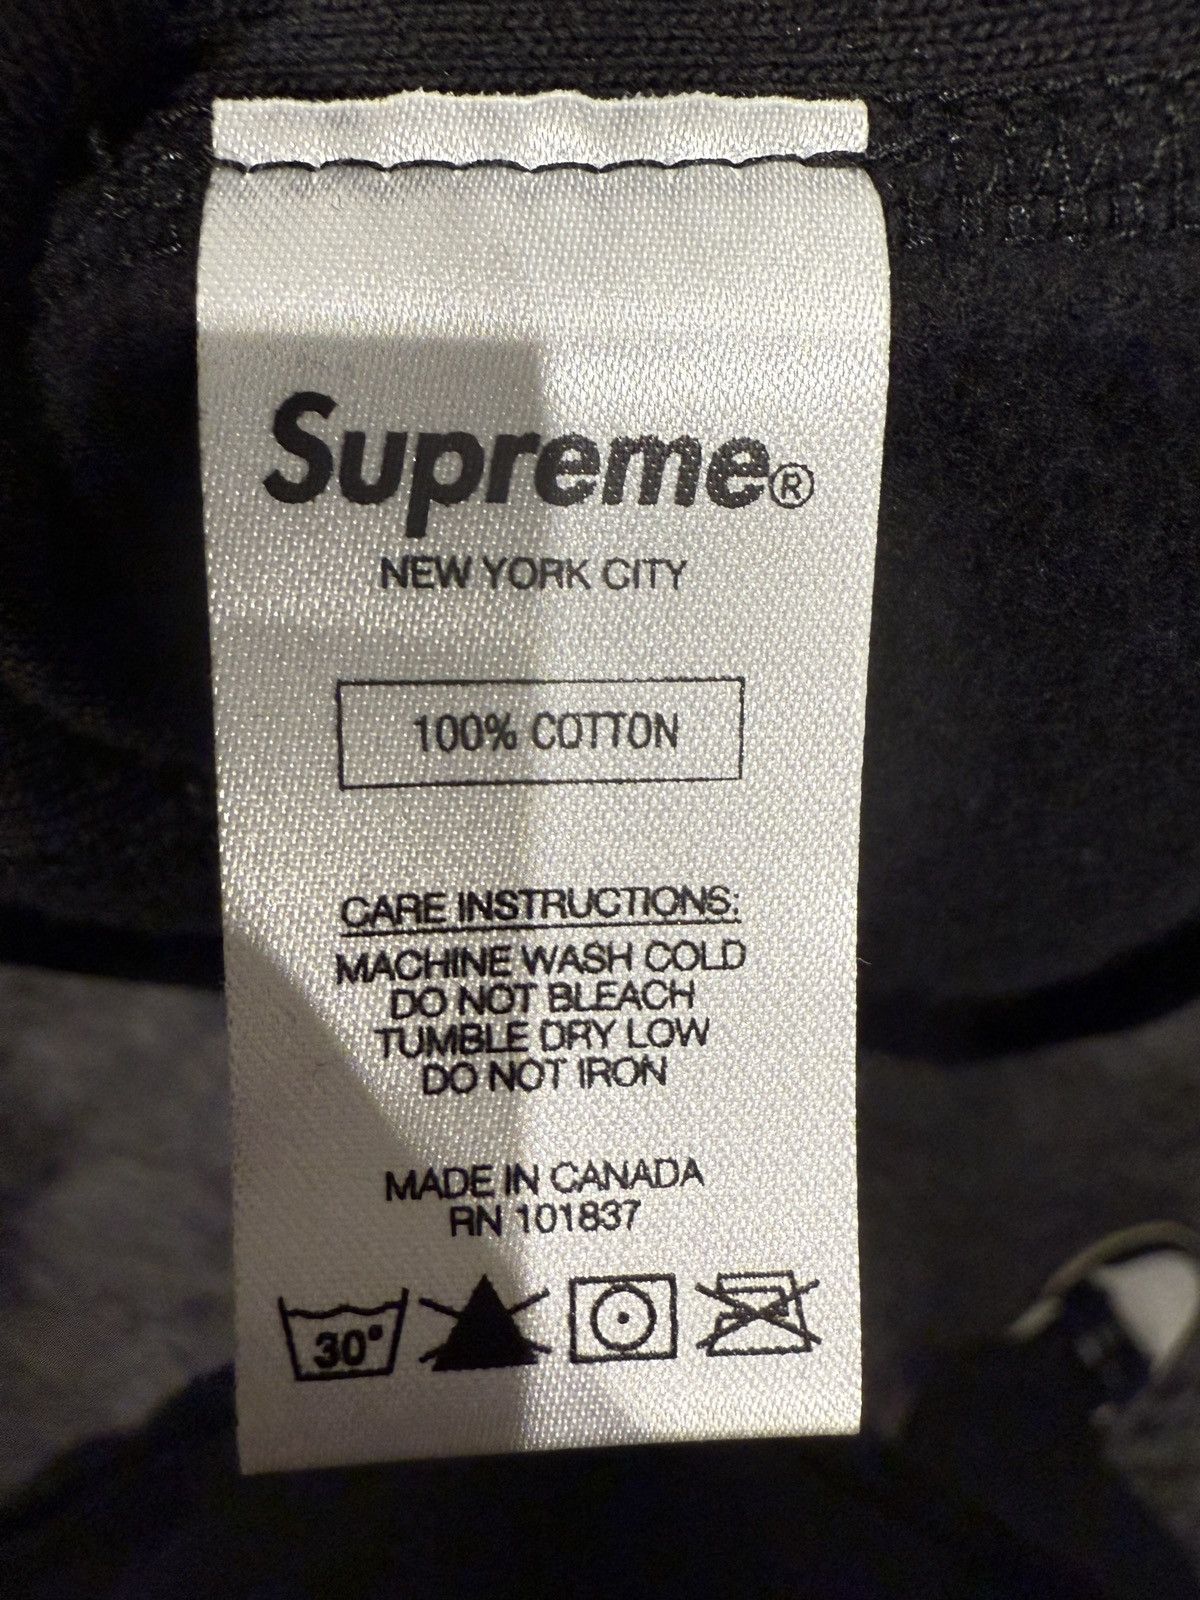 Supreme®
NEW YORK CITY
100% COTTON
CARE INSTRUCTIONS:
MACHINE WASH COLD
DO NOT BLEACH
TUMBLE DRY LOW
DO NOT IRON
MADE IN CANADA
RN 101837
30°